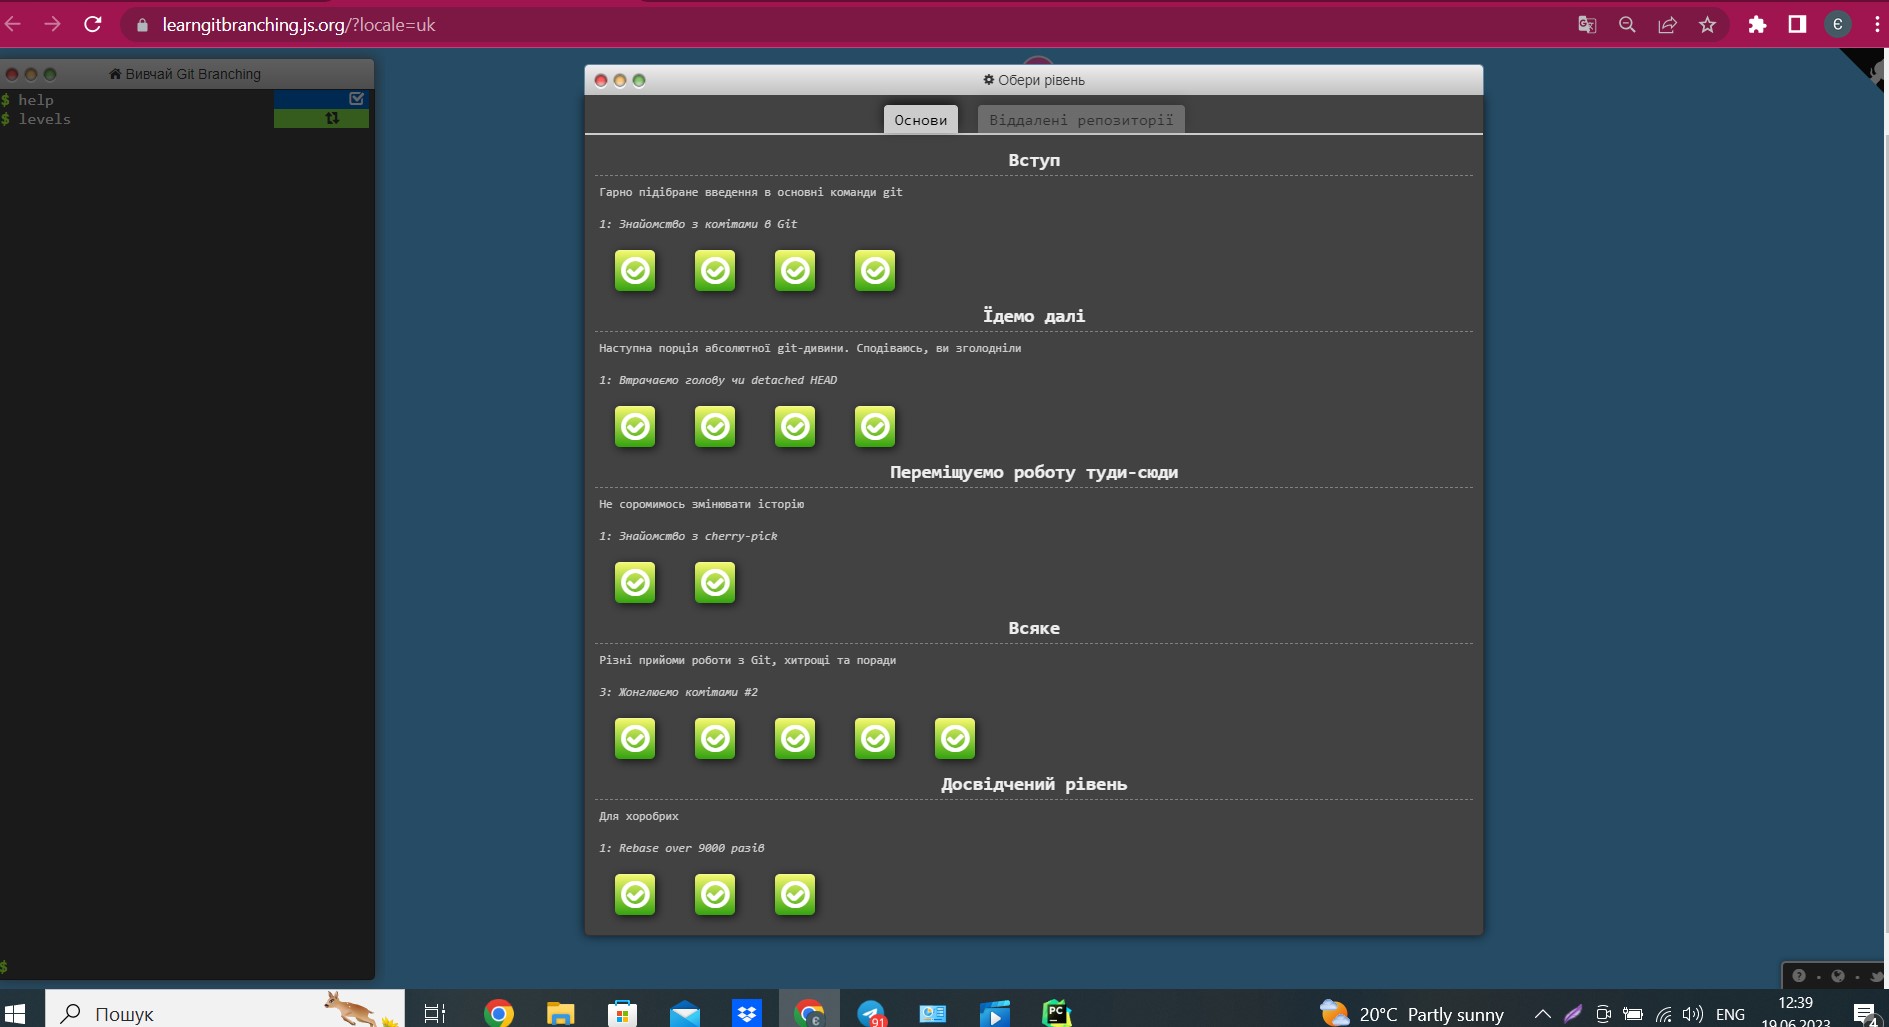 learngitbranching.js.org/?locale=uk
Є
Вивчай Git Branching
$ help
$ levels
$
Обери рівень
Основи
Віддалені репозиторії
Вступ
Гарно підібране введення в основні команди git
1: Знайомство з комітами в Git
Їдемо далі
Наступна порція абсолютної git-дивини. Сподіваюсь, ви зголодніли
1: Втрачаємо голову чи detached HEAD
Переміщуємо роботу туди-сюди
Не соромимось змінювати історію
1: Знайомство з cherry-pick
Всяке
Різні прийоми роботи з Git, хитрощі та поради
3: Жонглюємо комітами #2
Досвідчений рівень
Для хоробрих
1: Rebase over 9000 разів
Пошук
Є
91
PC
20°C Partly sunny
ENG
12:39
19.06.2023
4